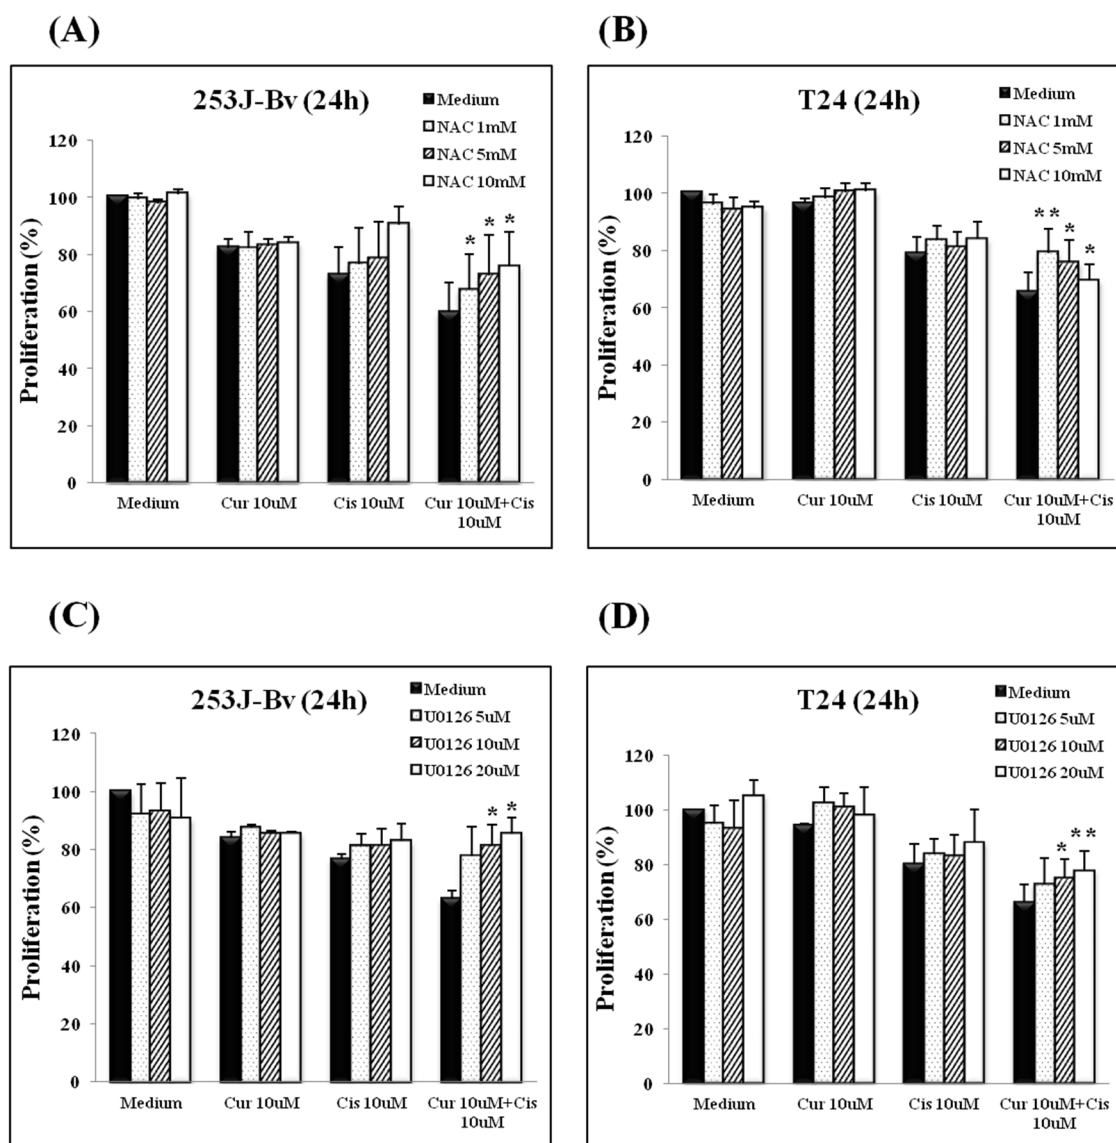 (A)
253J-Bv (24h)
Medium
NAC 1mM
NAC 5mM
NAC 10mM
Proliferation (%)
120
100
80
60
40
20
0
* * *
Medium
Cur 10uM
Cis 10uM
Cur 10uM+Cis
10uM
(B)
T24 (24h)
Medium
NAC 1mM
NAC 5mM
NAC 10mM
Proliferation (%)
120
100
80
60
40
20
0
** * *
Medium
Cur 10uM
Cis 10uM
Cur 10uM+Cis
10uM
(C)
253J-Bv (24h)
Medium
U0126 5uM
U0126 10uM
U0126 20uM
Proliferation (%)
120
100
80
60
40
20
0
* *
Medium
Cur 10uM
Cis 10uM
Cur 10uM+Cis
10uM
(D)
T24 (24h)
Medium
U0126 5uM
U0126 10uM
U0126 20uM
Proliferation (%)
120
100
80
60
40
20
0
* **
Medium
Cur 10uM
Cis 10uM
Cur 10uM+Cis
10uM